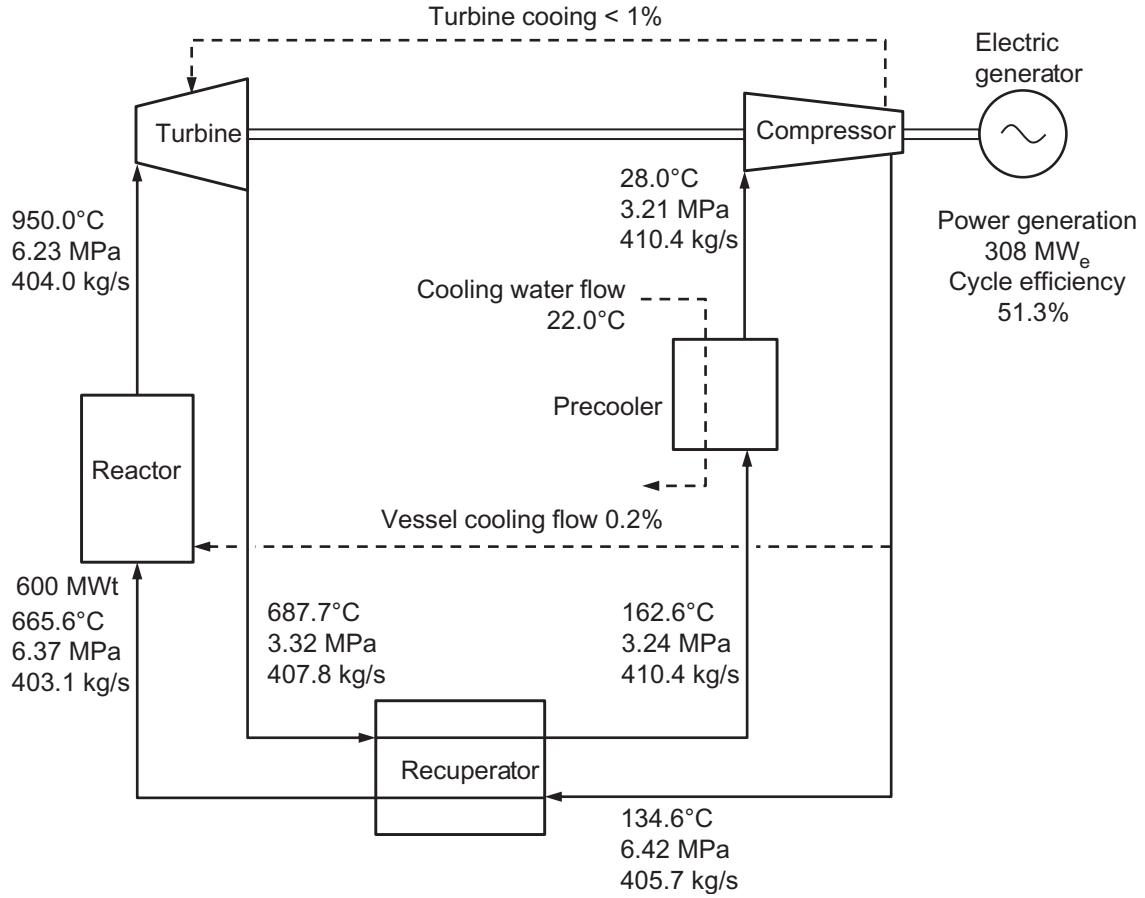 Turbine cooing < 1%
Electric
generator
Turbine
Compressor
950.0°C
6.23 MPa
404.0 kg/s
28.0°C
3.21 MPa
410.4 kg/s
Power generation
308 MWe
Cycle efficiency
51.3%
Cooling water flow
22.0°C
Precooler
Reactor
Vessel cooling flow 0.2%
600 MWt
665.6°C
6.37 MPa
403.1 kg/s
687.7°C
3.32 MPa
407.8 kg/s
162.6°C
3.24 MPa
410.4 kg/s
Recuperator
134.6°C
6.42 MPa
405.7 kg/s